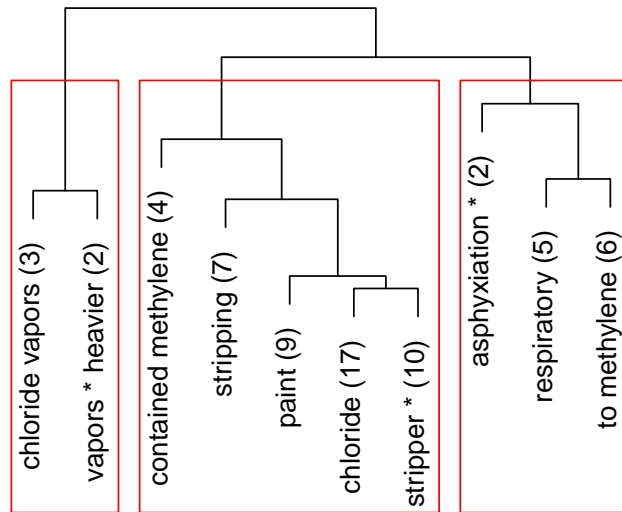 chloride vapors (3)
vapors * heavier (2)
contained methylene (4)
stripping (7)
paint (9)
chloride (17)
stripper * (10)
asphyxiation * (2)
respiratory (5)
to methylene (6)